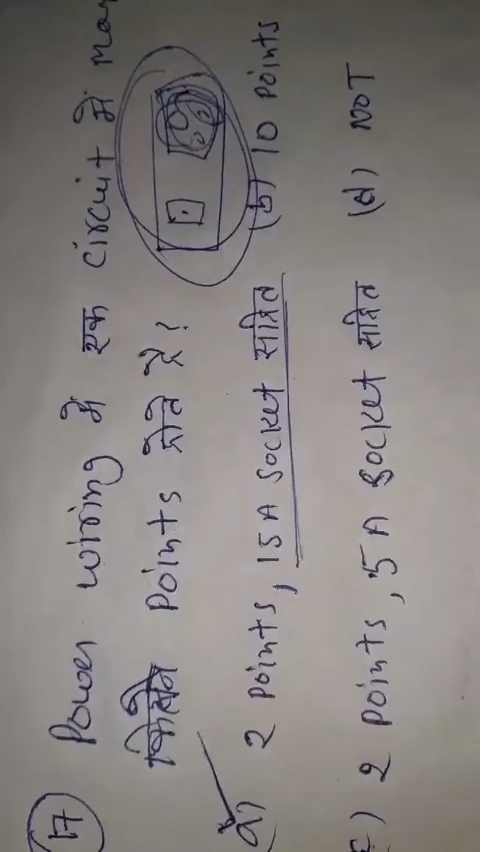 17 Power wiring में एक circuit में
कितने points होते हैं?
a) 2 points, 15 A socket सहित (b) 10 points
2 points, 5 A socket सहित (d) NOT